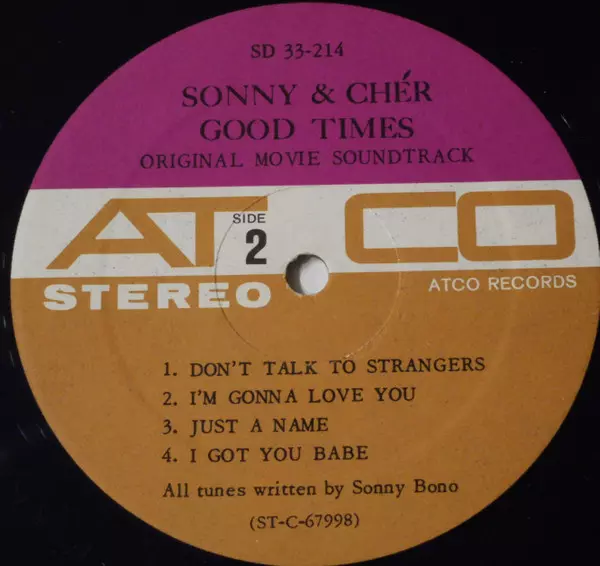 SD 33-214
SONNY & CHÉR
GOOD TIMES
ORIGINAL MOVIE SOUNDTRACK
ATCO
SIDE
2
STEREO
ATCO RECORDS
1. DON'T TALK TO STRANGERS
2. I'M GONNA LOVE YOU
3. JUST A NAME
4. I GOT YOU BABE
All tunes written by Sonny Bono
(ST-C-67998)